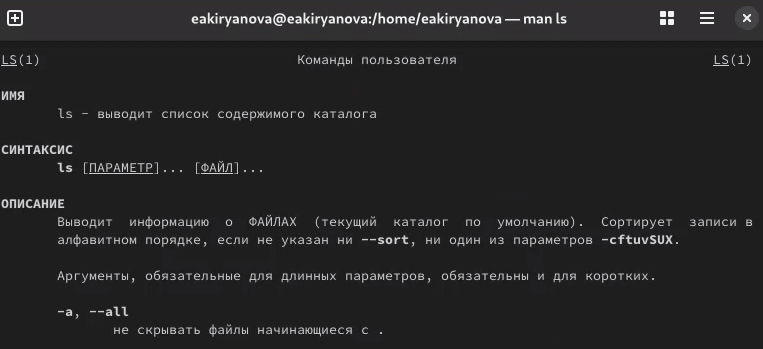 eakiryanova@eakiryanova:/home/eakiryanova — man ls
LS(1) Команды пользователя LS(1)
ИМЯ
ls - выводит список содержимого каталога
СИНТАКСИС
ls [ПАРАМЕТР]... [ФАЙЛ]...
ОПИСАНИЕ
Выводит информацию о ФАЙЛАХ (текущий каталог по умолчанию). Сортирует записи в
алфавитном порядке, если не указан ни --sort, ни один из параметров -cftuvSUX.
Аргументы, обязательные для длинных параметров, обязательны и для коротких.
-a, --all
не скрывать файлы начинающиеся с .